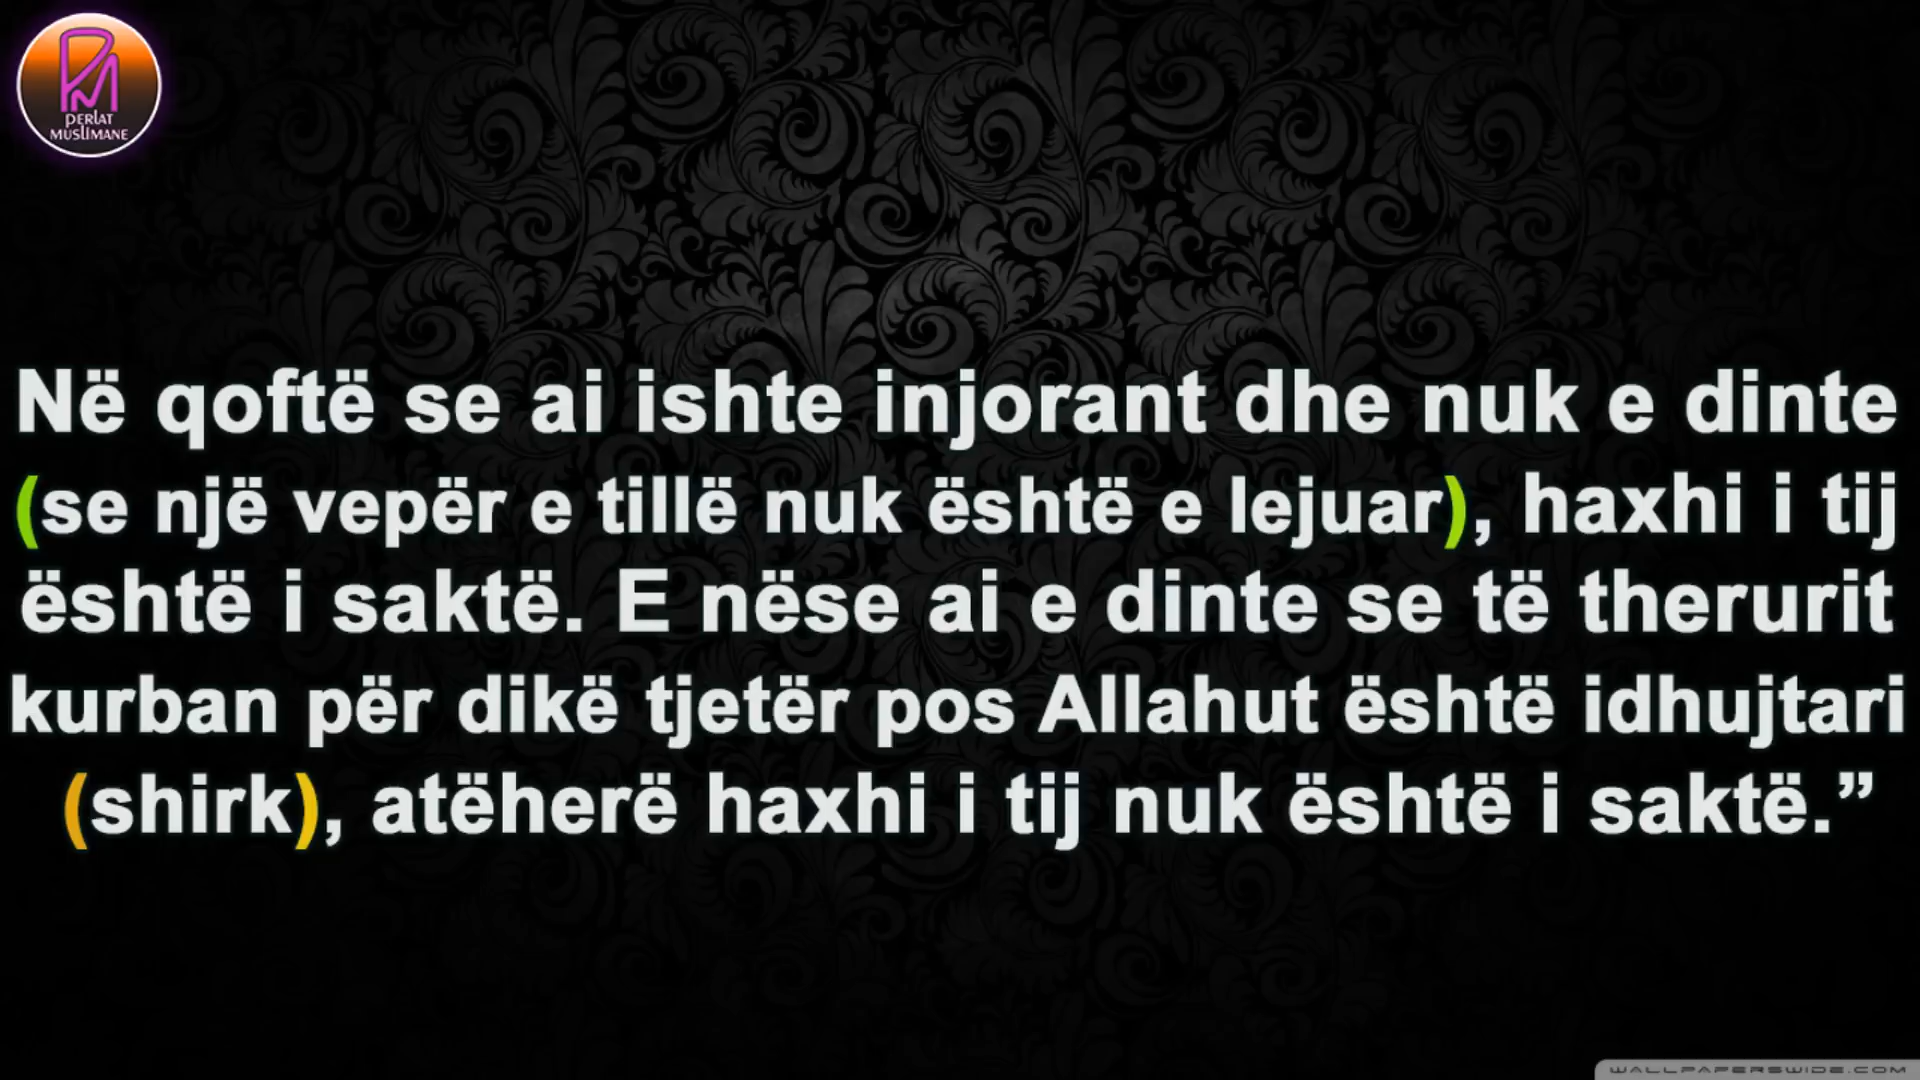 PERLAT
MUSLIMANE
Në qoftë se ai ishte injorant dhe nuk e dinte
(se një vepër e tillë nuk është e lejuar), haxhi i tij
është i saktë. E nëse ai e dinte se të therurit
kurban për dikë tjetër pos Allahut është idhujtari
(shirk), atëherë haxhi i tij nuk është i saktë.”
WALLPAPERSWIDE.COM